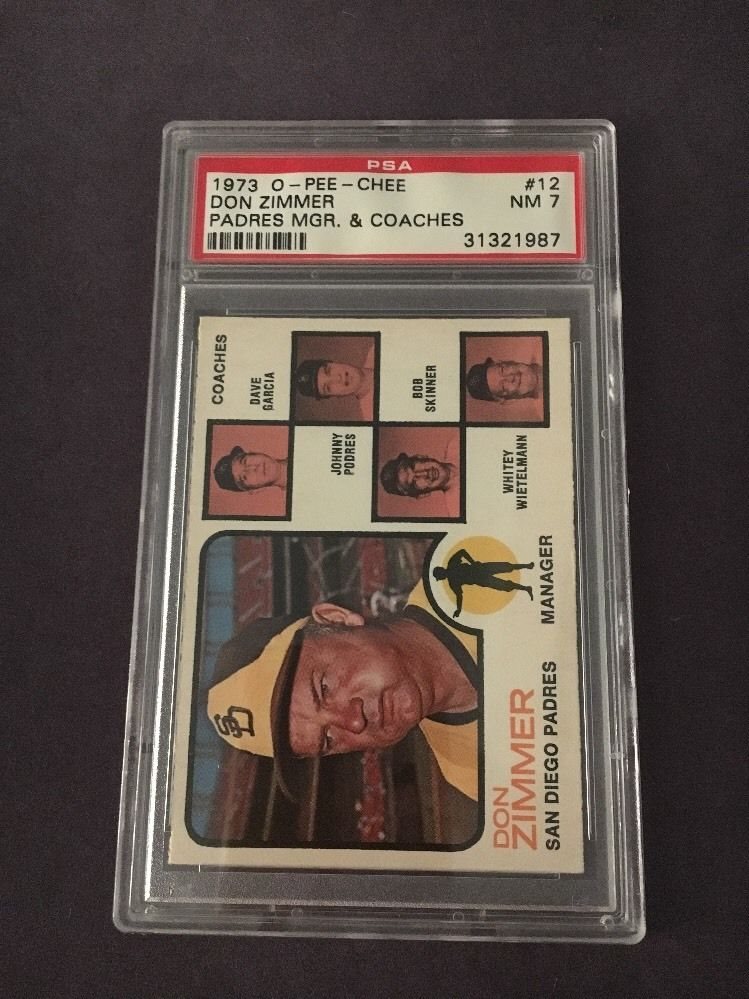 PSA
1973 O-PEE-CHEE #12
DON ZIMMER NM 7
PADRES MGR. & COACHES
31321987
COACHES
DAVE
GARCIA
JOHNNY
PODRES
BOB
SKINNER
WHITEY
WIETELMANN
SD
DON
ZIMMER
SAN DIEGO PADRES MANAGER